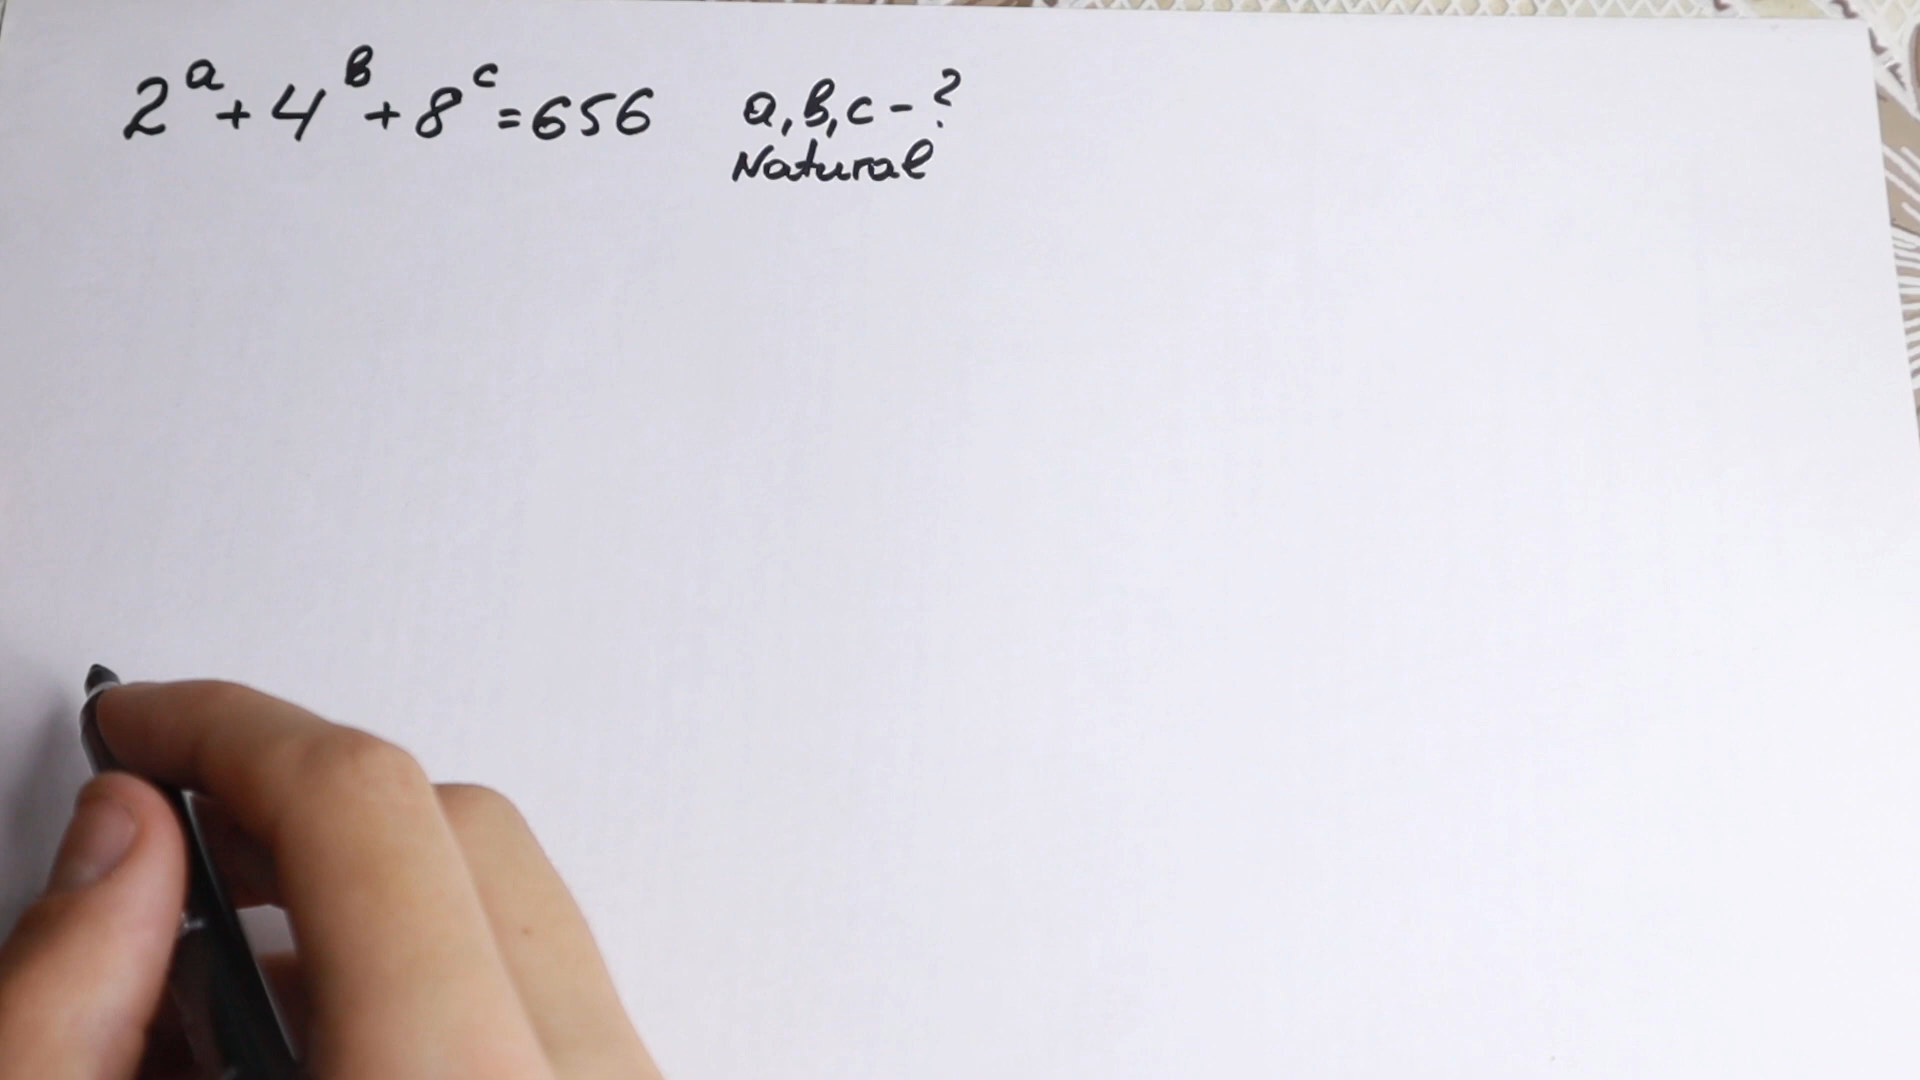 2^a + 4^b + 8^c = 656 a, b, c - ?
Natural